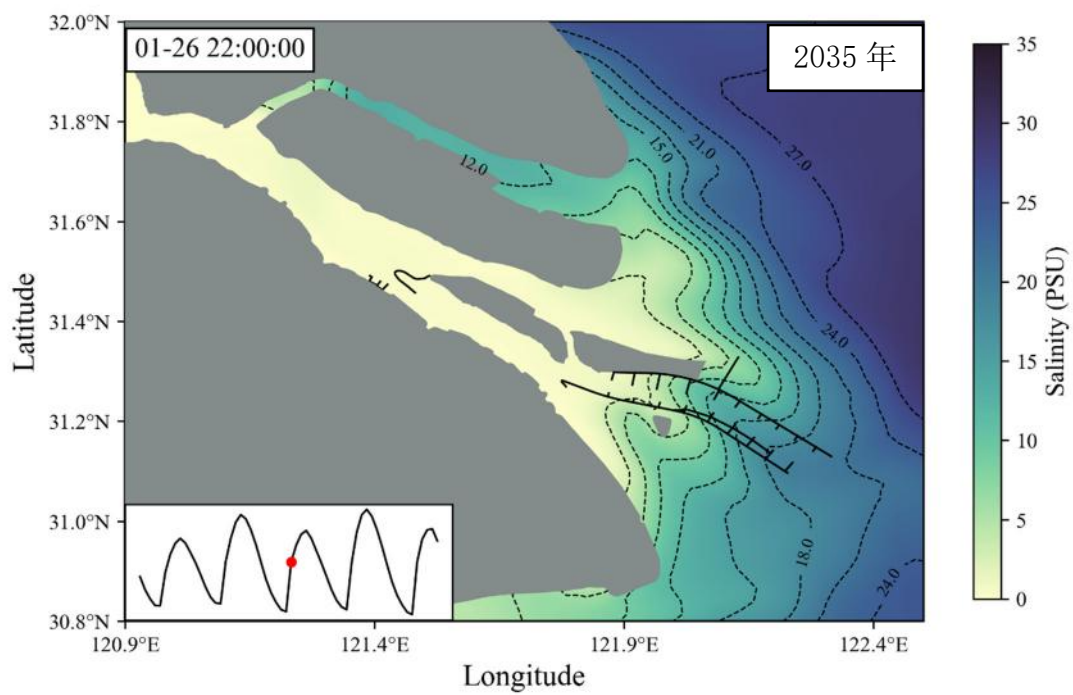 01-26 22:00:00
2035 年
32.0°N
31.8°N
31.6°N
31.4°N
31.2°N
31.0°N
30.8°N
Latitude
120.9°E
121.4°E
121.9°E
122.4°E
Longitude
12.0
15.0
21.0
27.0
24.0
18.0
24.0
35
30
25
20
15
10
5
0
Salinity (PSU)